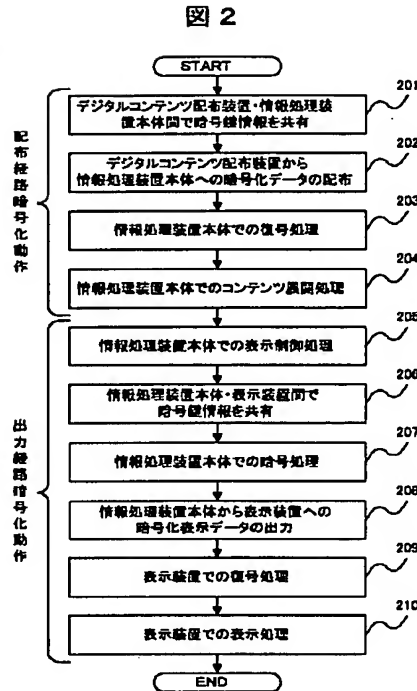 図 2
START
201
デジタルコンテンツ配布装置・情報処理装
置本体間で暗号鍵情報を共有
202
デジタルコンテンツ配布装置から
情報処理装置本体への暗号化データの配布
203
情報処理装置本体での復号処理
204
情報処理装置本体でのコンテンツ展開処理
配布経路暗号化動作
205
情報処理装置本体での表示制御処理
206
情報処理装置本体・表示装置間で
暗号鍵情報を共有
207
情報処理装置本体での暗号処理
208
情報処理装置本体から表示装置への
暗号化表示データの出力
209
表示装置での復号処理
210
表示装置での表示処理
出力経路暗号化動作
END